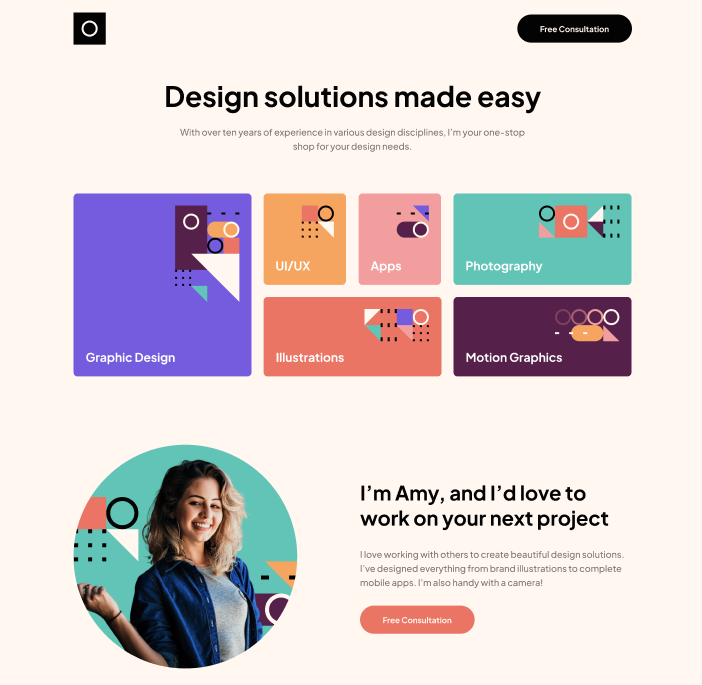 Free Consultation
Design solutions made easy
With over ten years of experience in various design disciplines, I'm your one-stop
shop for your design needs.
UI/UX
Apps
Photography
Graphic Design
Illustrations
Motion Graphics
I'm Amy, and I'd love to
work on your next project
I love working with others to create beautiful design solutions.
I've designed everything from brand illustrations to complete
mobile apps. I'm also handy with a camera!
Free Consultation